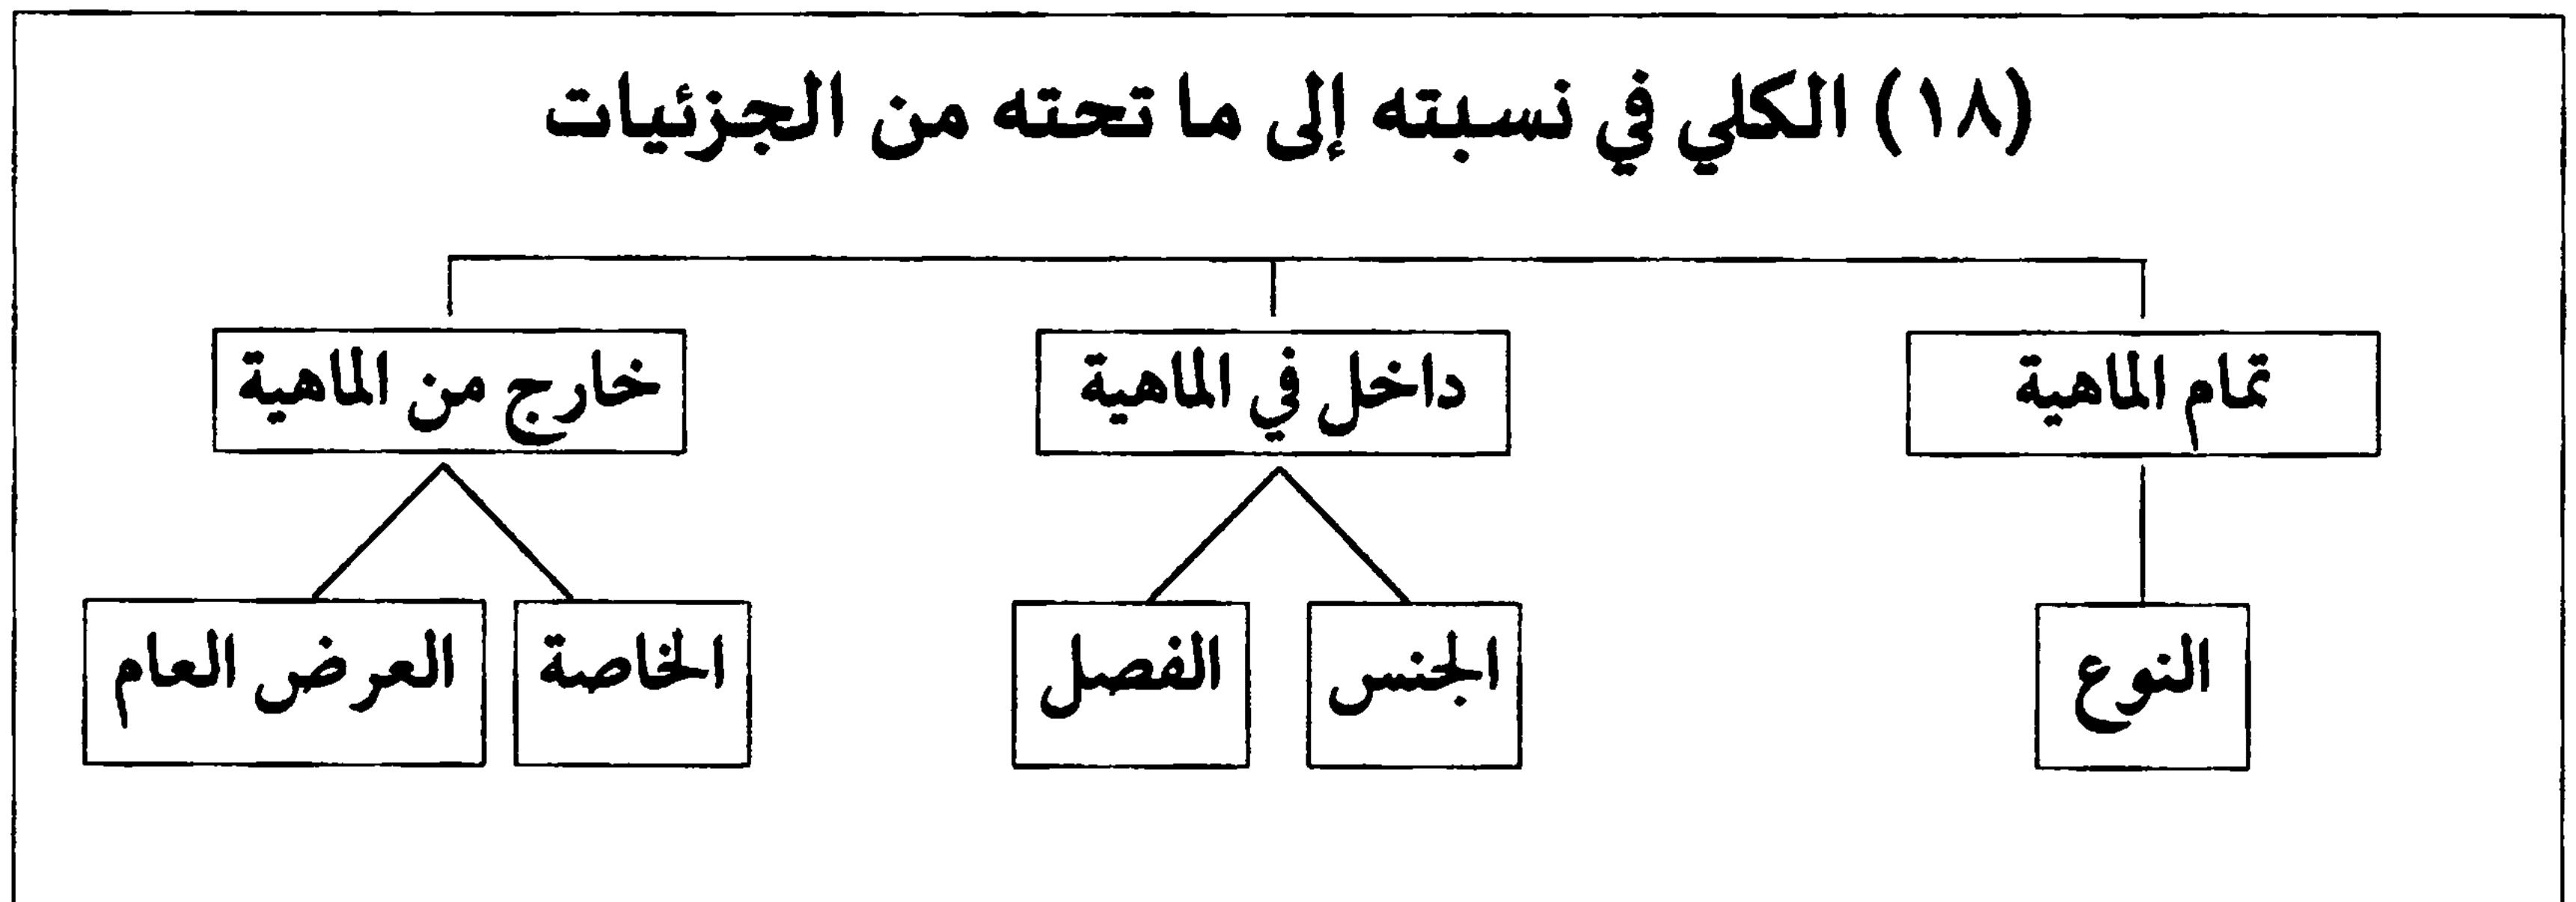 (١٨) الكلي في نسبته إلى ما تحته من الجزئيات
تمام الماهية
داخل في الماهية
خارج من الماهية
النوع
الجنس
الفصل
الخاصة
العرض العام